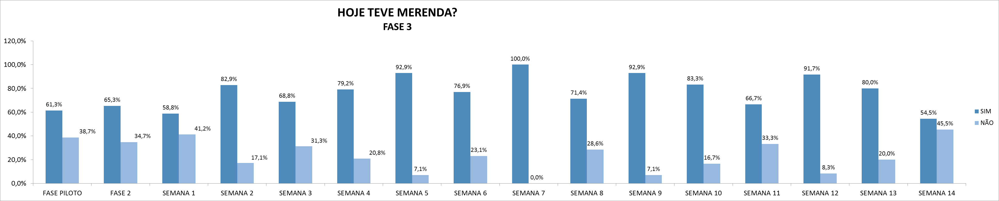 HOJE TEVE MERENDA?
FASE 3
120,0%
100,0%
80,0%
60,0%
40,0%
20,0%
0,0%
61,3%
38,7%
65,3%
34,7%
58,8%
41,2%
82,9%
17,1%
68,8%
31,3%
79,2%
20,8%
92,9%
7,1%
76,9%
23,1%
100,0%
0,0%
71,4%
28,6%
92,9%
7,1%
83,3%
16,7%
66,7%
33,3%
91,7%
8,3%
80,0%
20,0%
54,5%
45,5%
FASE PILOTO
FASE 2
SEMANA 1
SEMANA 2
SEMANA 3
SEMANA 4
SEMANA 5
SEMANA 6
SEMANA 7
SEMANA 8
SEMANA 9
SEMANA 10
SEMANA 11
SEMANA 12
SEMANA 13
SEMANA 14
SIM
NÃO